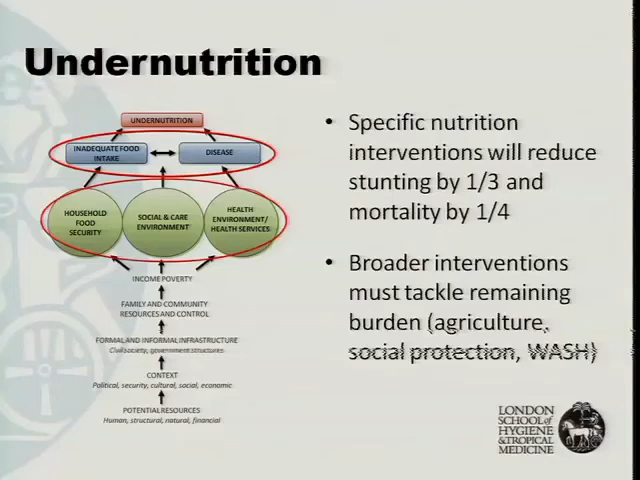 Undernutrition
UNDERNUTRITION
INADEQUATE FOOD
INTAKE
DISEASE
HOUSEHOLD
FOOD
SECURITY
SOCIAL & CARE
ENVIRONMENT
HEALTH
ENVIRONMENT/
HEALTH SERVICES
INCOME POVERTY
FAMILY AND COMMUNITY
RESOURCES AND CONTROL
FORMAL AND INFORMAL INFRASTRUCTURE
Civil society, government structures
CONTEXT
Political, security, cultural, social, economic
POTENTIAL RESOURCES
Human, structural, natural, financial
• Specific nutrition
interventions will reduce
stunting by 1/3 and
mortality by 1/4
• Broader interventions
must tackle remaining
burden (agriculture,
social protection, WASH)
LONDON
SCHOOL of
HYGIENE
& TROPICAL
MEDICINE